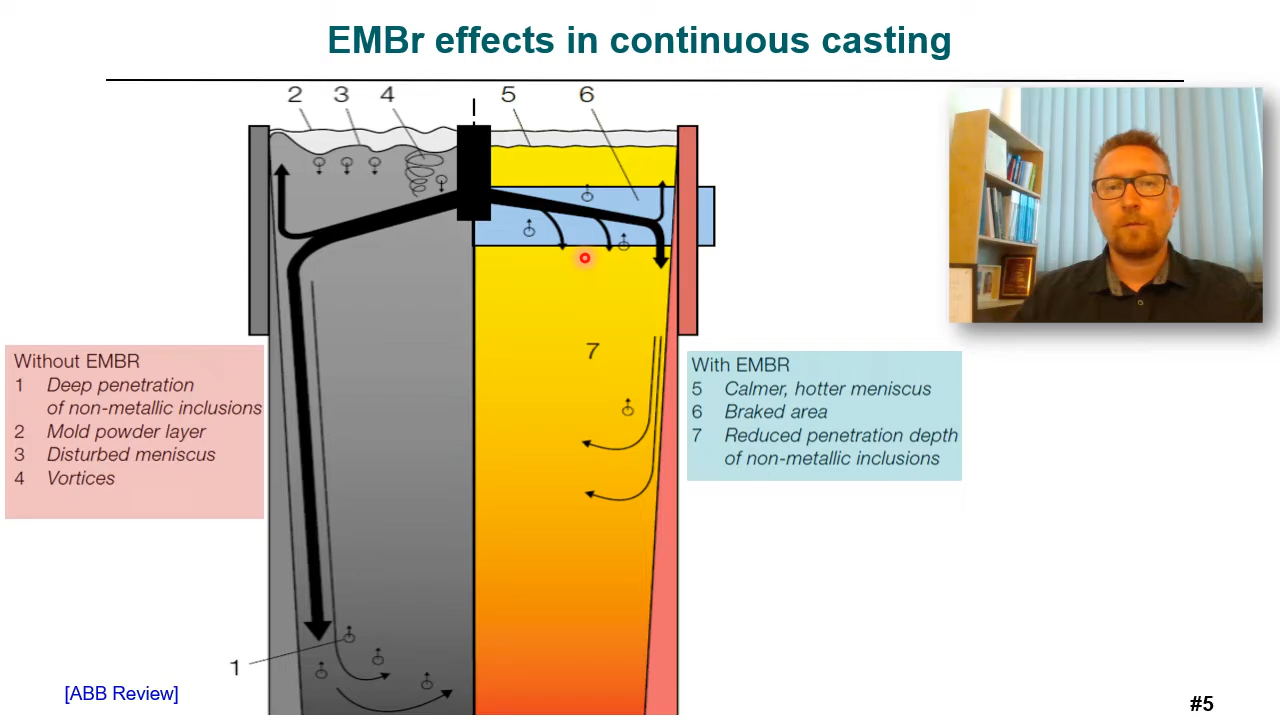 EMBr effects in continuous casting
2 3 4 5 6
7
Without EMBR
1 Deep penetration
of non-metallic inclusions
2 Mold powder layer
3 Disturbed meniscus
4 Vortices
With EMBR
5 Calmer, hotter meniscus
6 Braked area
7 Reduced penetration depth
of non-metallic inclusions
1
[ABB Review]
#5